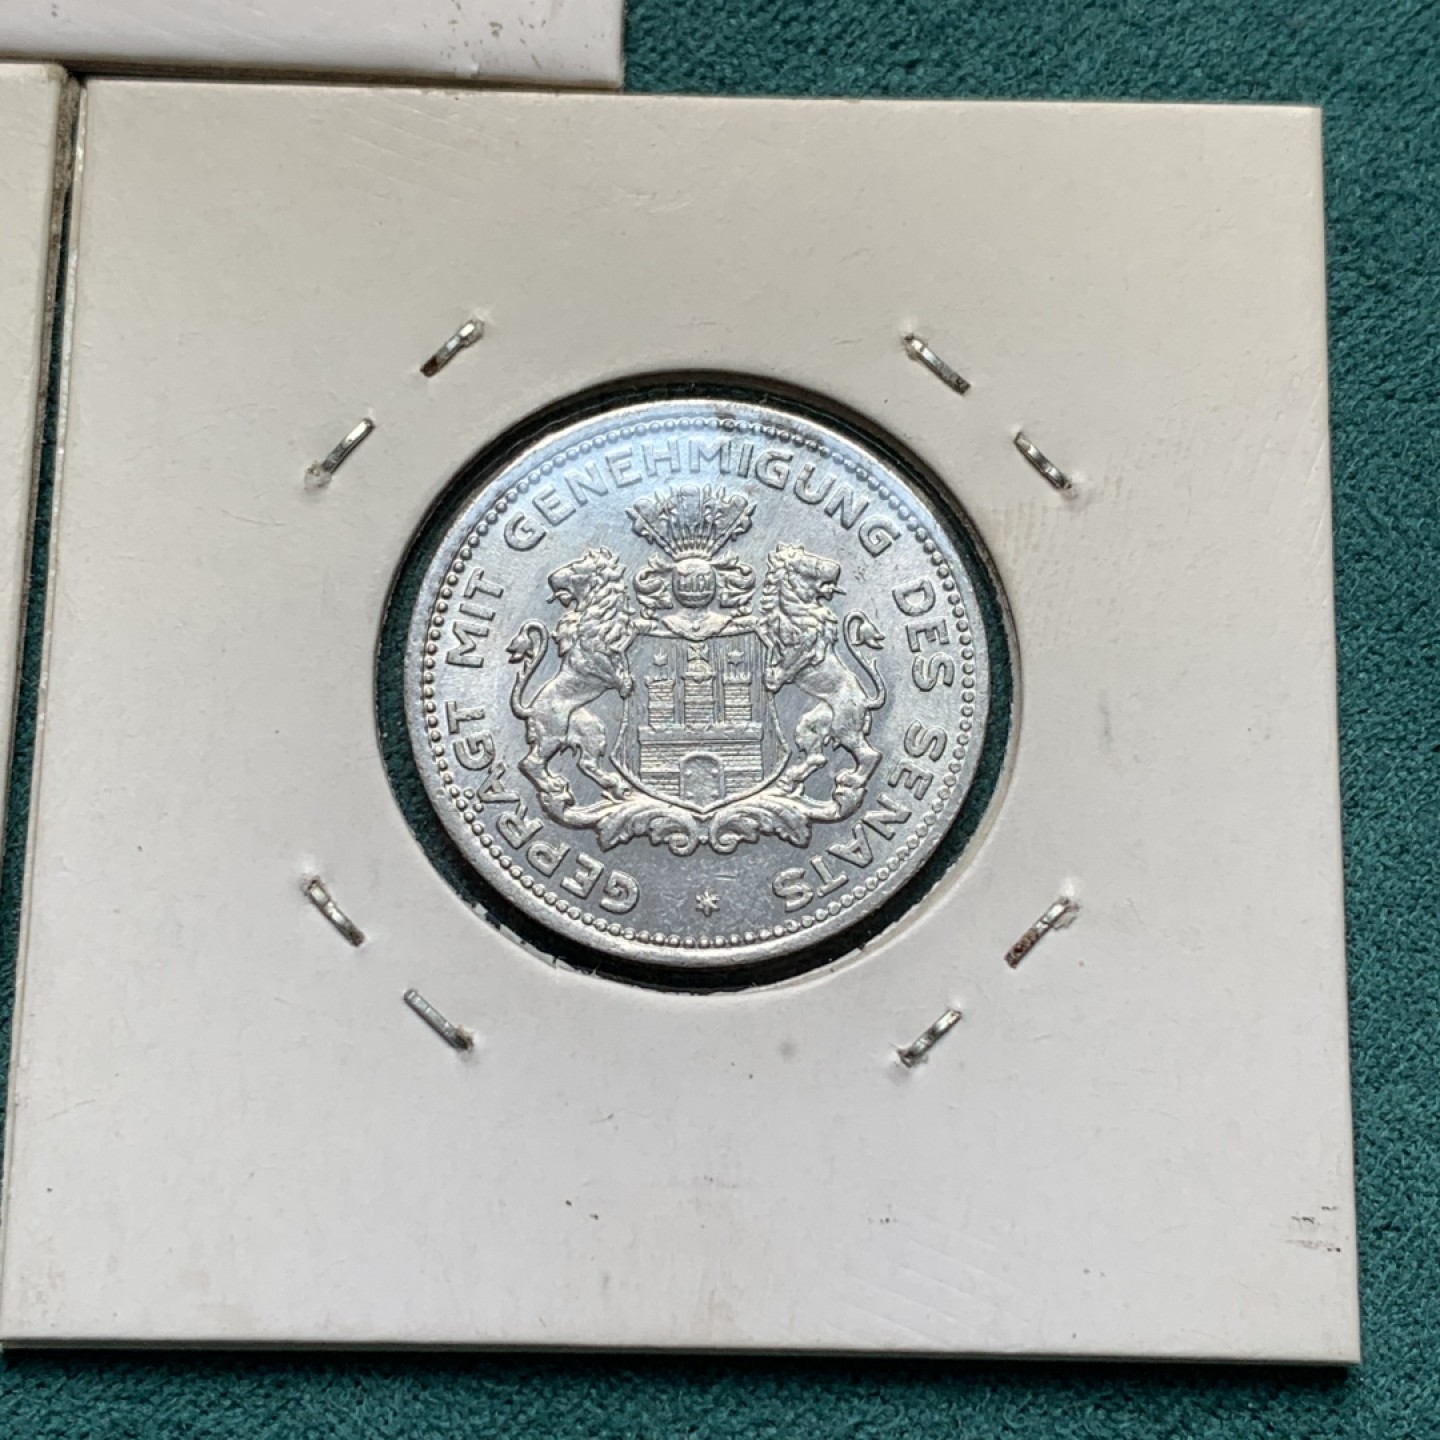 GEPRÄGT MIT GENEHMIGUNG DES SENATS *